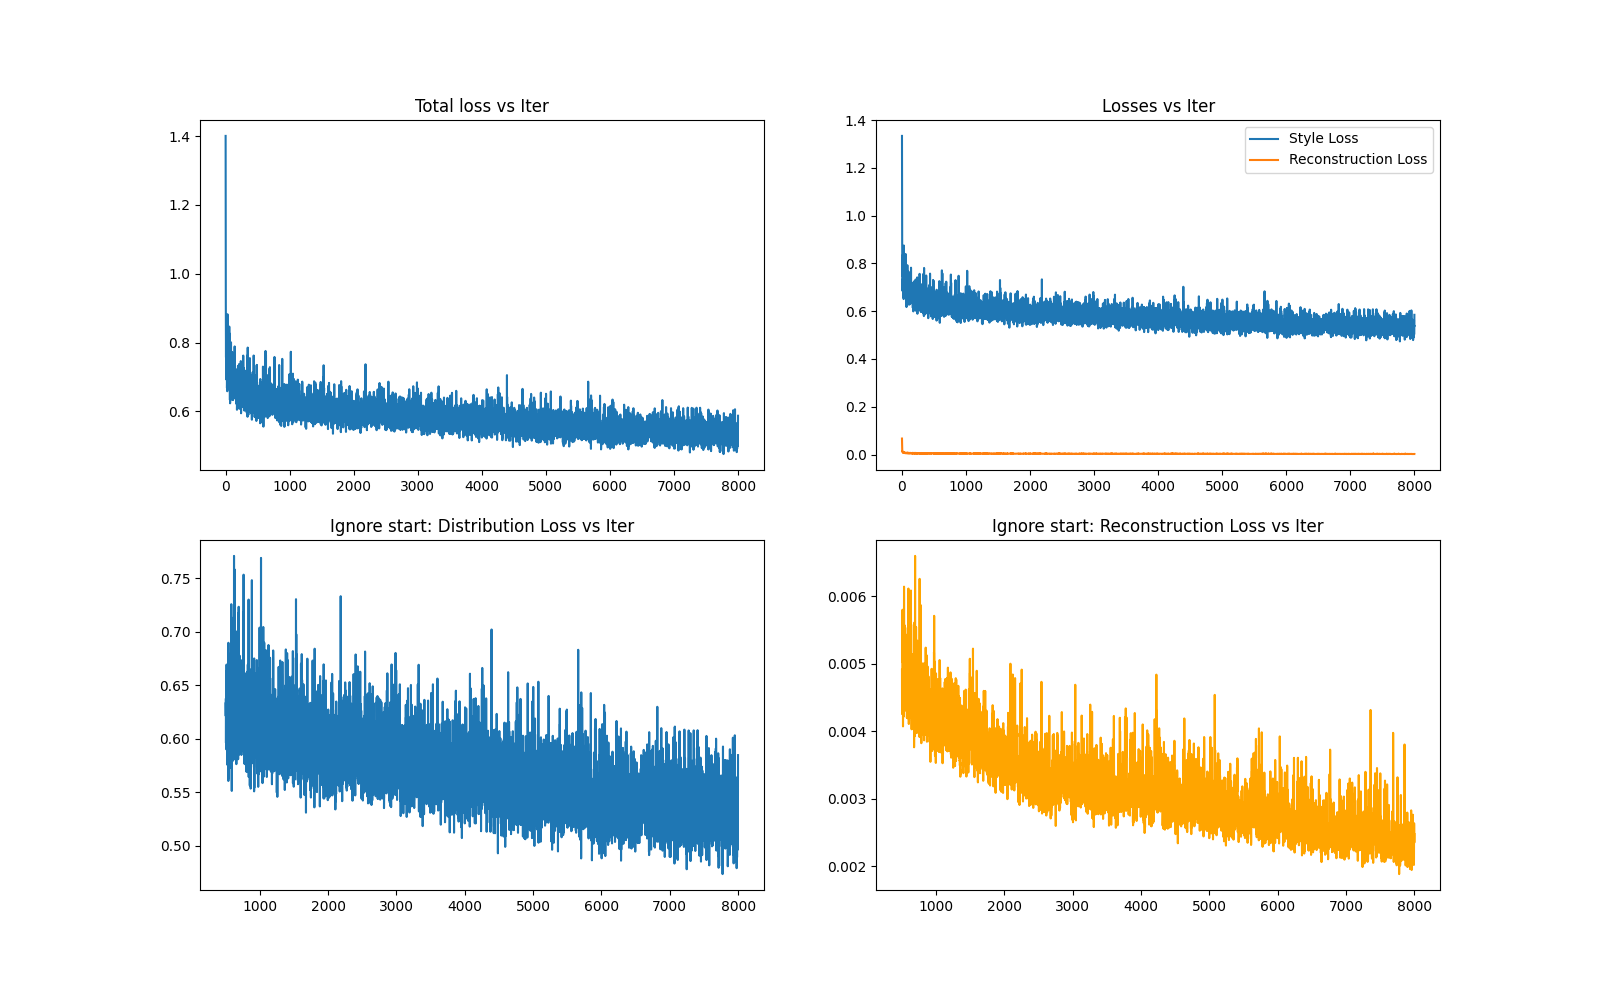 Total loss vs Iter
1.4
1.2
1.0
0.8
0.6
0 1000 2000 3000 4000 5000 6000 7000 8000
Losses vs Iter
Style Loss
Reconstruction Loss
1.4
1.2
1.0
0.8
0.6
0.4
0.2
0.0
0 1000 2000 3000 4000 5000 6000 7000 8000
Ignore start: Distribution Loss vs Iter
0.75
0.70
0.65
0.60
0.55
0.50
1000 2000 3000 4000 5000 6000 7000 8000
Ignore start: Reconstruction Loss vs Iter
0.006
0.005
0.004
0.003
0.002
1000 2000 3000 4000 5000 6000 7000 8000